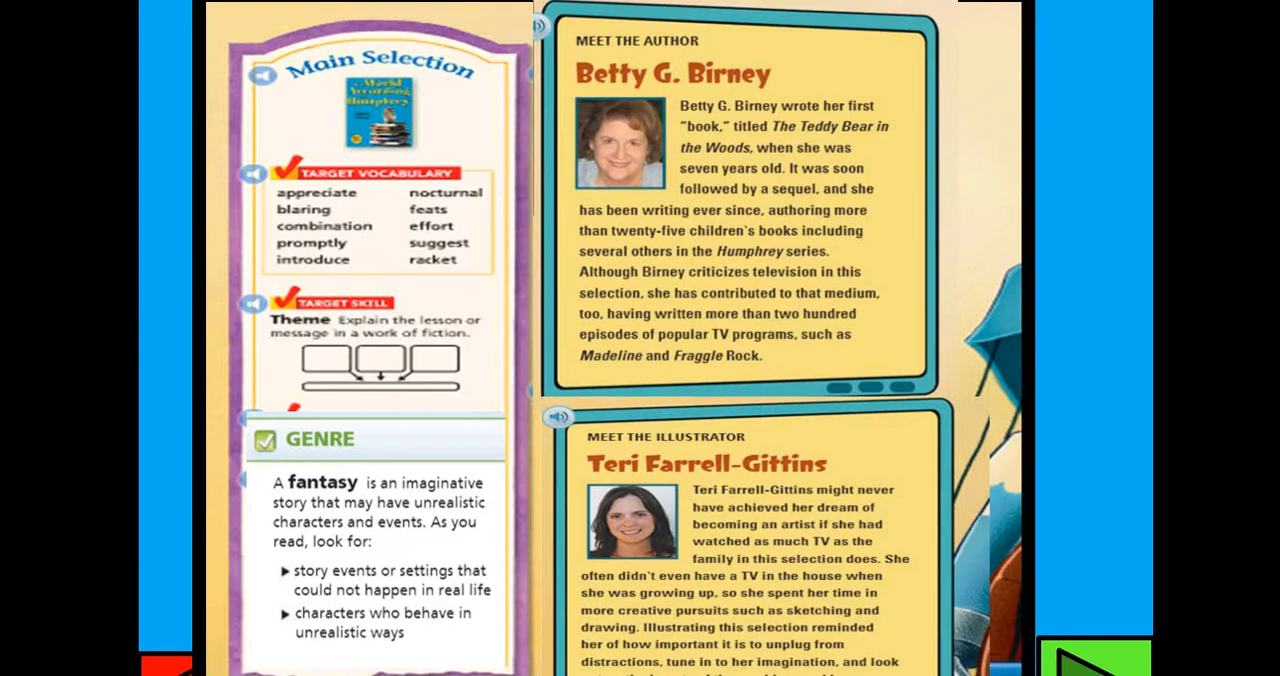 Main Selection
World
According
Humphrey
TARGET VOCABULARY
appreciate nocturnal
blaring feats
combination effort
promptly suggest
introduce racket
TARGET SKILL
Theme Explain the lesson or
message in a work of fiction.
GENRE
A fantasy is an imaginative
story that may have unrealistic
characters and events. As you
read, look for:
story events or settings that
could not happen in real life
characters who behave in
unrealistic ways
MEET THE AUTHOR
Betty G. Birney
Betty G. Birney wrote her first
“book,” titled The Teddy Bear in
the Woods, when she was
seven years old. It was soon
followed by a sequel, and she
has been writing ever since, authoring more
than twenty-five children’s books including
several others in the Humphrey series.
Although Birney criticizes television in this
selection, she has contributed to that medium,
too, having written more than two hundred
episodes of popular TV programs, such as
Madeline and Fraggle Rock.
MEET THE ILLUSTRATOR
Teri Farrell-Gittins
Teri Farrell-Gittins might never
have achieved her dream of
becoming an artist if she had
watched as much TV as the
family in this selection does. She
often didn’t even have a TV in the house when
she was growing up, so she spent her time in
more creative pursuits such as sketching and
drawing. Illustrating this selection reminded
her of how important it is to unplug from
distractions, tune in to her imagination, and look